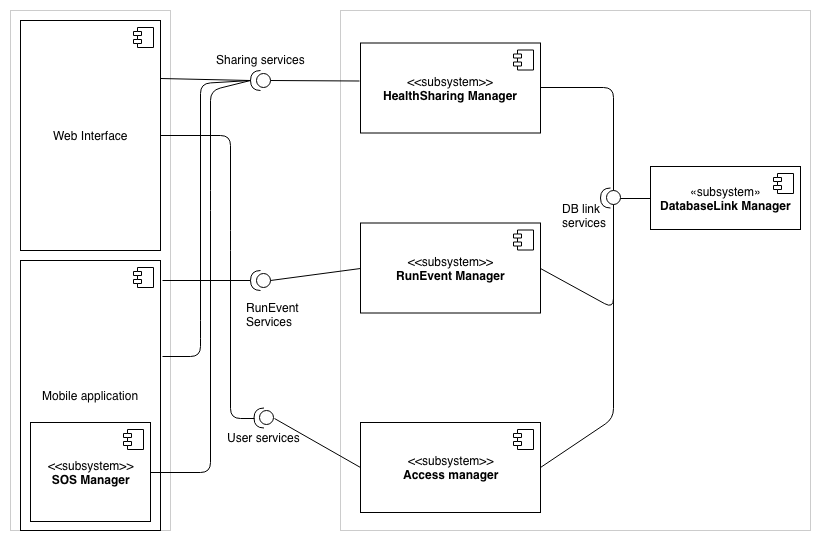 Sharing services
<<subsystem>>
HealthSharing Manager
Web Interface
«subsystem»
DatabaseLink Manager
DB link
services
<<subsystem>>
RunEvent Manager
RunEvent
Services
Mobile application
User services
<<subsystem>>
SOS Manager
<<subsystem>>
Access manager